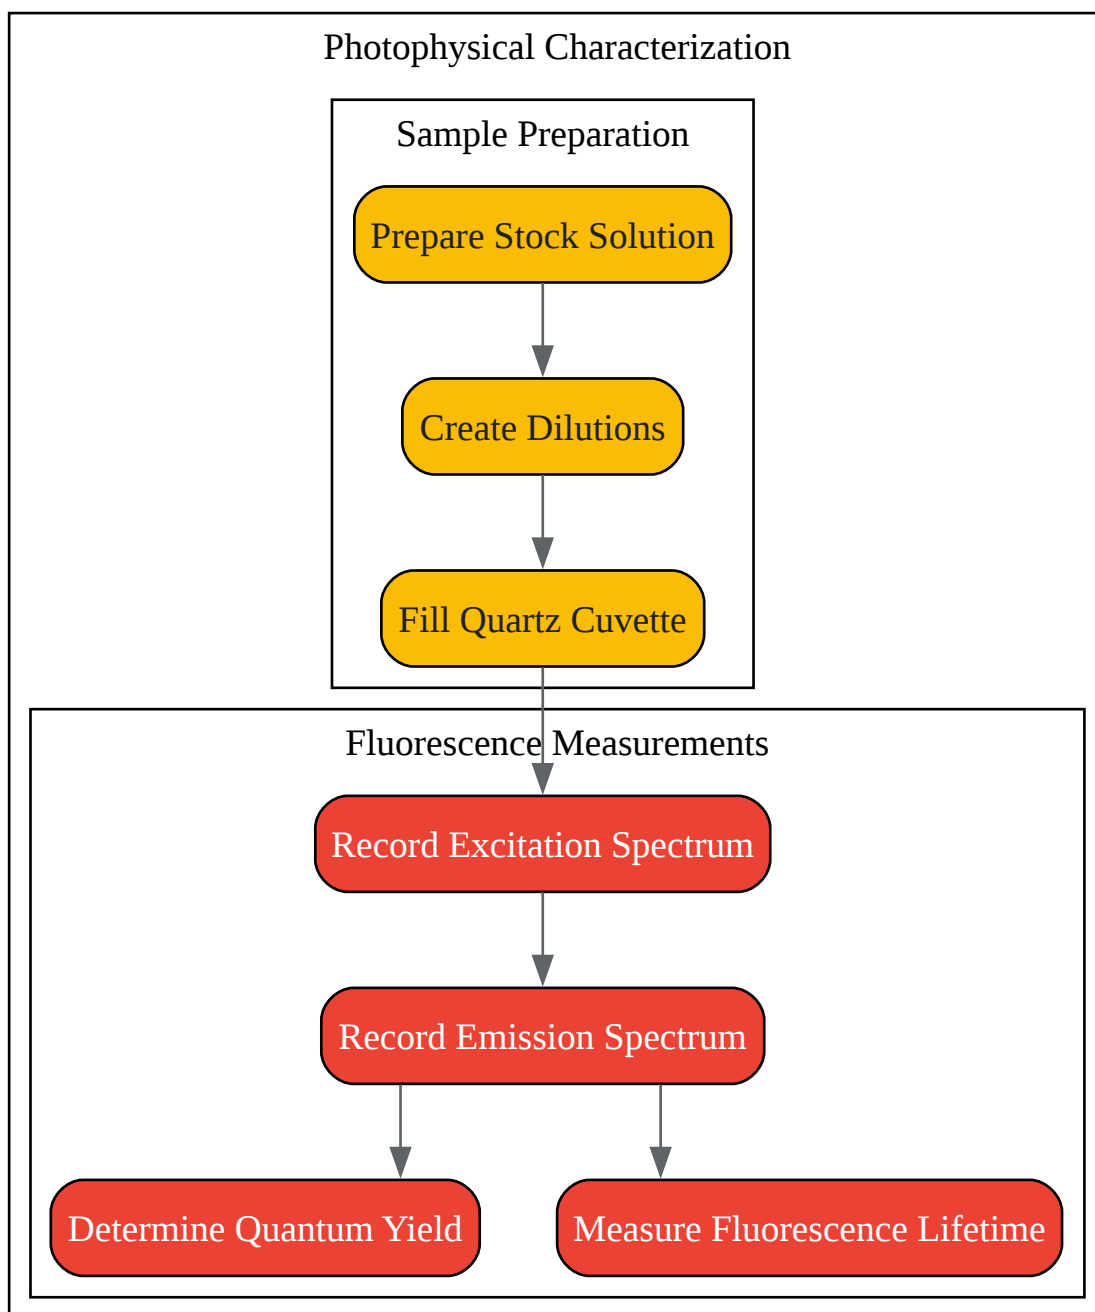 Photophysical Characterization
Sample Preparation
Prepare Stock Solution
Create Dilutions
Fill Quartz Cuvette
Fluorescence Measurements
Record Excitation Spectrum
Record Emission Spectrum
Determine Quantum Yield
Measure Fluorescence Lifetime